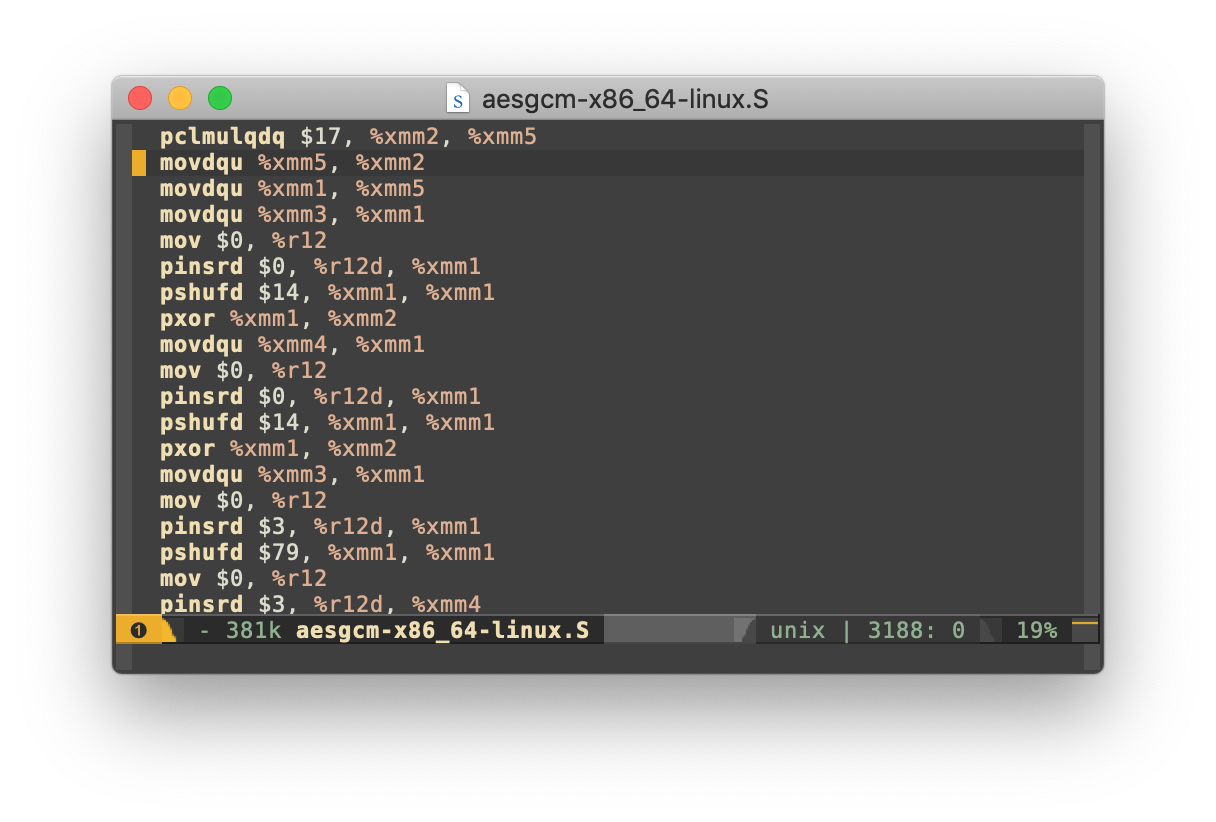 S aesgcm-x86_64-linux.S
pclmulqdq $17, %xmm2, %xmm5
movdqu %xmm5, %xmm2
movdqu %xmm1, %xmm5
movdqu %xmm3, %xmm1
mov $0, %r12
pinsrd $0, %r12d, %xmm1
pshufd $14, %xmm1, %xmm1
pxor %xmm1, %xmm2
movdqu %xmm4, %xmm1
mov $0, %r12
pinsrd $0, %r12d, %xmm1
pshufd $14, %xmm1, %xmm1
pxor %xmm1, %xmm2
movdqu %xmm3, %xmm1
mov $0, %r12
pinsrd $3, %r12d, %xmm1
pshufd $79, %xmm1, %xmm1
mov $0, %r12
pinsrd $3, %r12d, %xmm4
❶ - 381k aesgcm-x86_64-linux.S unix | 3188: 0 19%